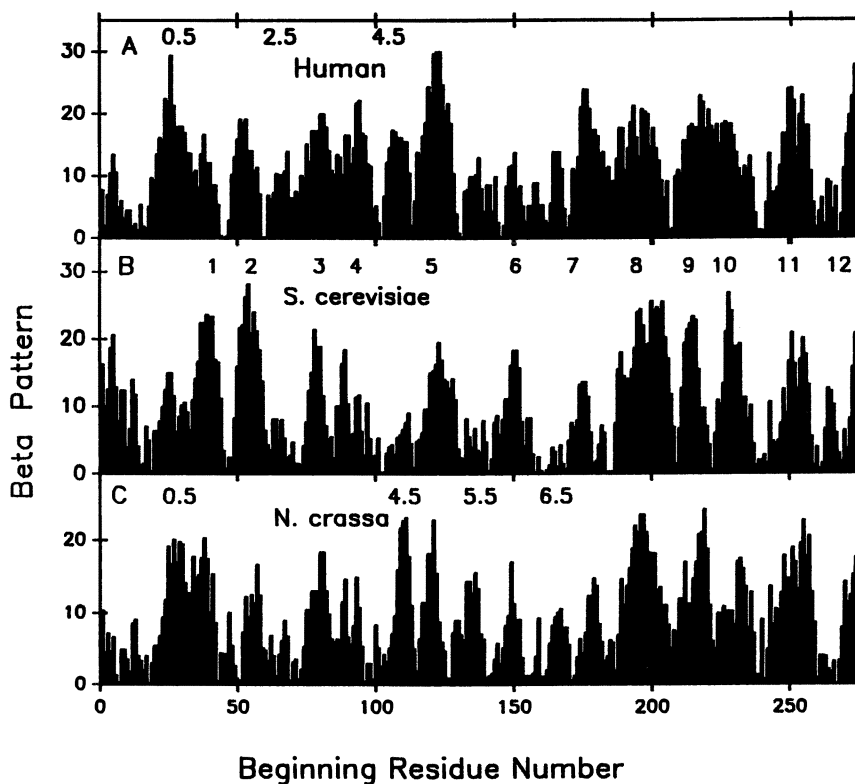 A 0.5 2.5 4.5
Human
30
20
10
0
B 1 2 3 4 5 6 7 8 9 10 11 12
S. cerevisiae
30
20
10
0
C 0.5 4.5 5.5 6.5
N. crassa
20
10
0
0 50 100 150 200 250
Beta Pattern
Beginning Residue Number